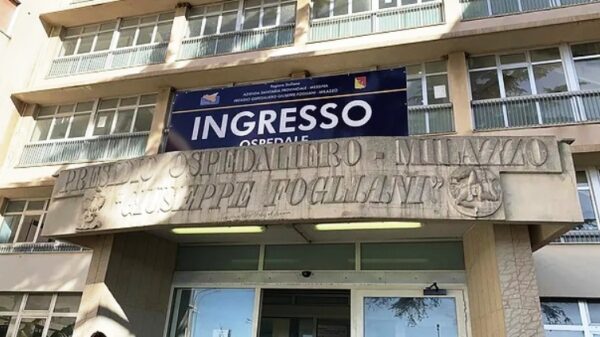 Regione Siciliana
AZIENDA SANITARIA PROVINCIALE - MESSINA
PRESIDIO OSPEDALIERO GIUSEPPE FOGLIANI - MILAZZO
INGRESSO
OSPEDALE
PRESIDIO OSPEDALIERO - MILAZZO
"GIUSEPPE FOGLIANI"